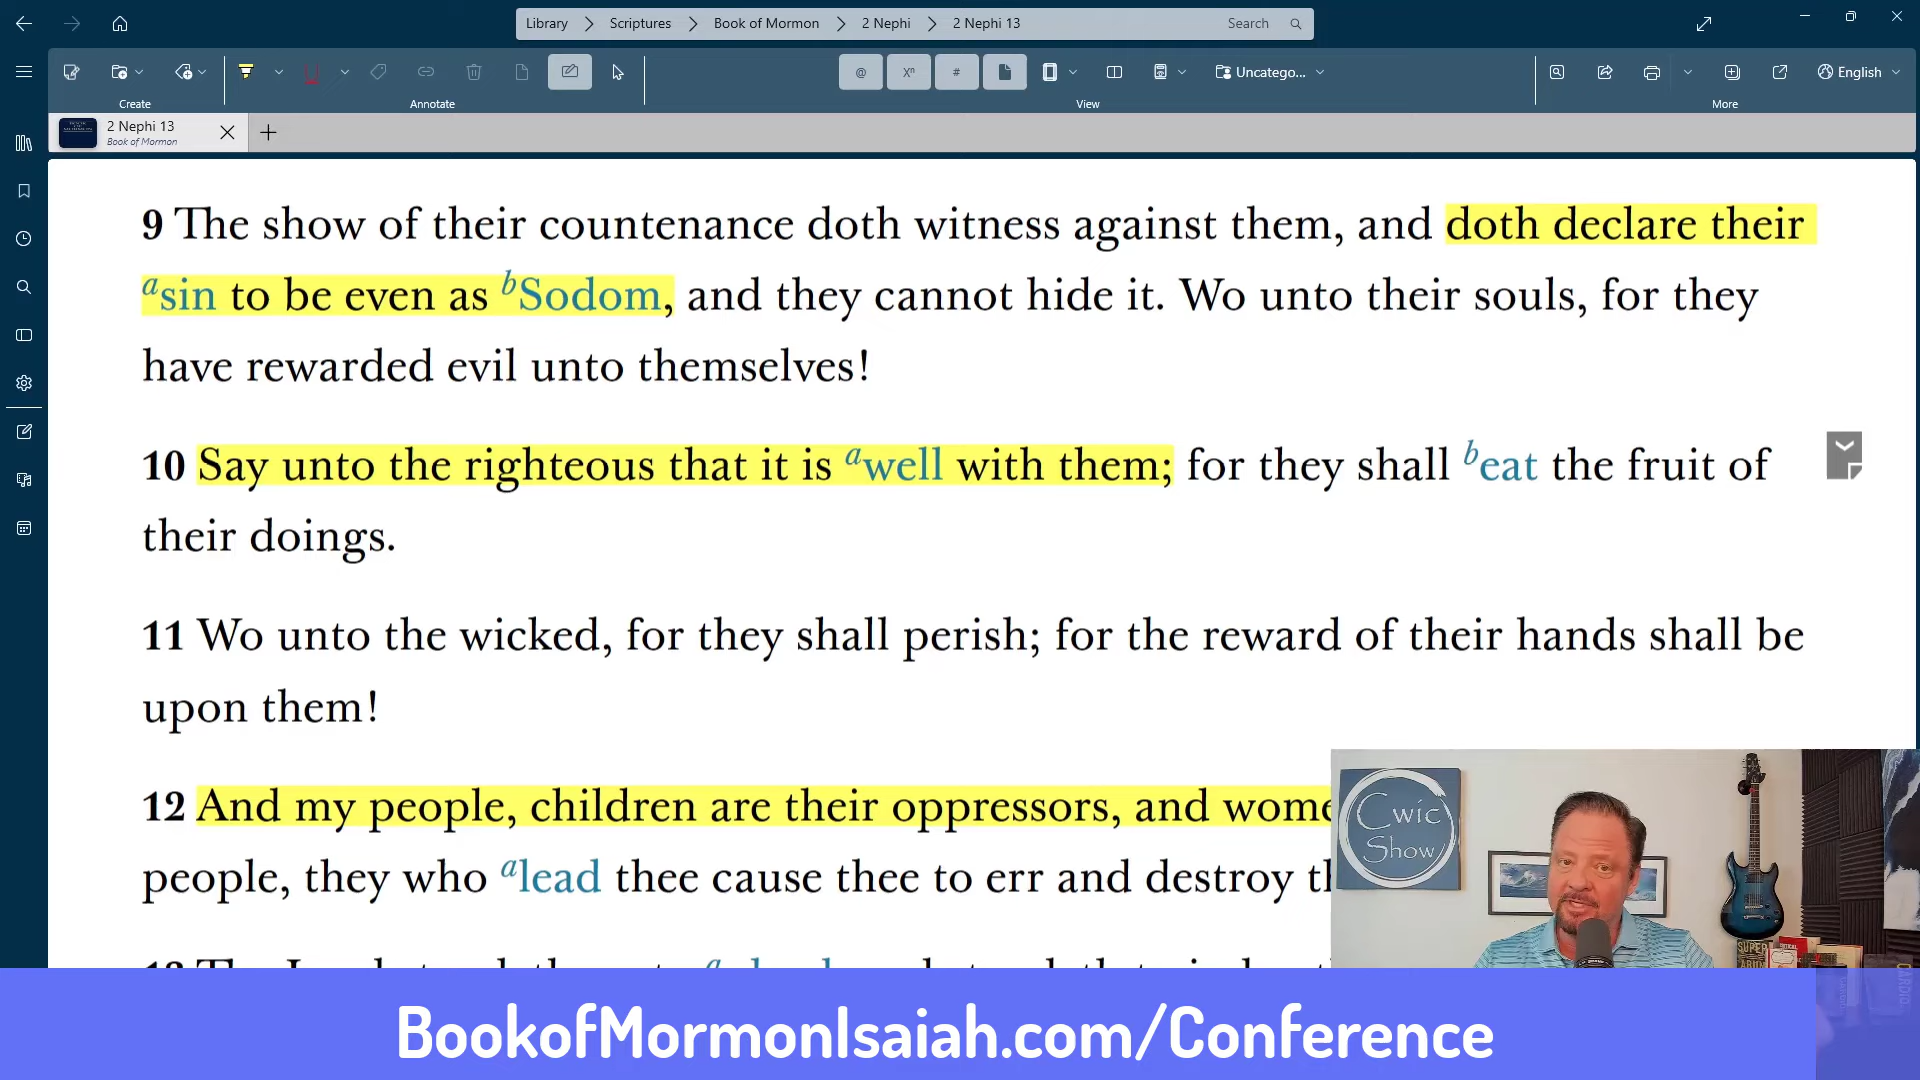 Library > Scriptures > Book of Mormon > 2 Nephi > 2 Nephi 13
Search
@ Xⁿ # Uncatego... English
Create Annotate View More
2 Nephi 13
Book of Mormon
9 The show of their countenance doth witness against them, and doth declare their
ᵃsin to be even as ᵇSodom, and they cannot hide it. Wo unto their souls, for they
have rewarded evil unto themselves!
10 Say unto the righteous that it is ᵃwell with them; for they shall ᵇeat the fruit of
their doings.
11 Wo unto the wicked, for they shall perish; for the reward of their hands shall be
upon them!
12 And my people, children are their oppressors, and wome
people, they who ᵃlead thee cause thee to err and destroy th
Cwic
Show
SUPER
BookofMormonIsaiah.com/Conference